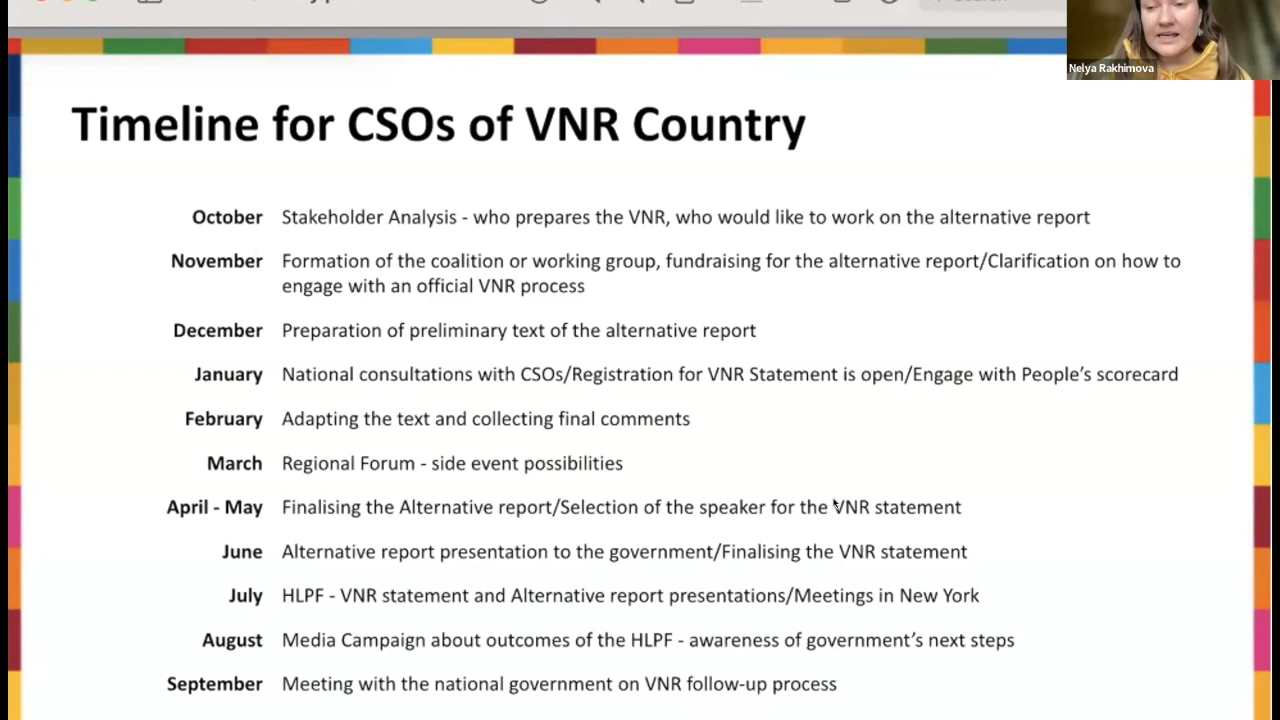 Nelya Rakhimova
Timeline for CSOs of VNR Country
October Stakeholder Analysis - who prepares the VNR, who would like to work on the alternative report
November Formation of the coalition or working group, fundraising for the alternative report/Clarification on how to
engage with an official VNR process
December Preparation of preliminary text of the alternative report
January National consultations with CSOs/Registration for VNR Statement is open/Engage with People’s scorecard
February Adapting the text and collecting final comments
March Regional Forum - side event possibilities
April - May Finalising the Alternative report/Selection of the speaker for the VNR statement
June Alternative report presentation to the government/Finalising the VNR statement
July HLPF - VNR statement and Alternative report presentations/Meetings in New York
August Media Campaign about outcomes of the HLPF - awareness of government’s next steps
September Meeting with the national government on VNR follow-up process